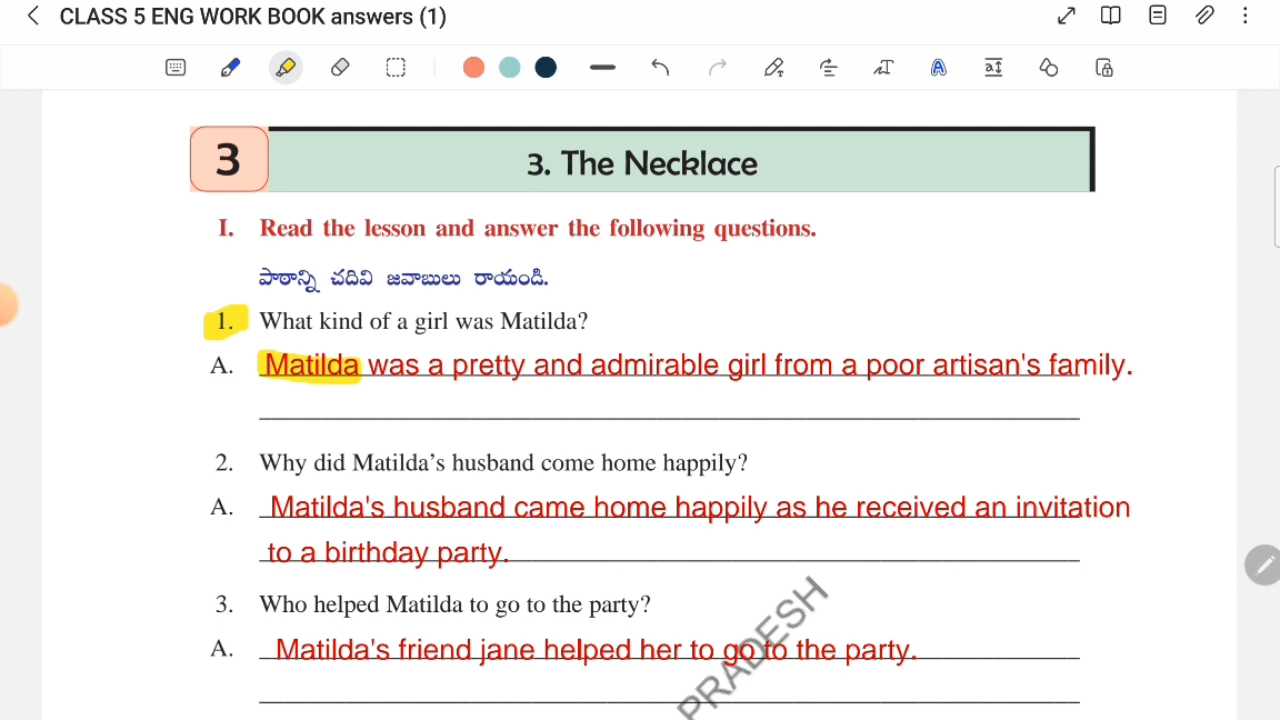 CLASS 5 ENG WORK BOOK answers (1)
3
3. The Necklace
I. Read the lesson and answer the following questions.
పాఠాన్ని చదివి జవాబులు రాయండి.
1. What kind of a girl was Matilda?
A. Matilda was a pretty and admirable girl from a poor artisan's family.
2. Why did Matilda’s husband come home happily?
A. Matilda's husband came home happily as he received an invitation
to a birthday party.
3. Who helped Matilda to go to the party?
A. Matilda's friend jane helped her to go to the party.
PRADESH